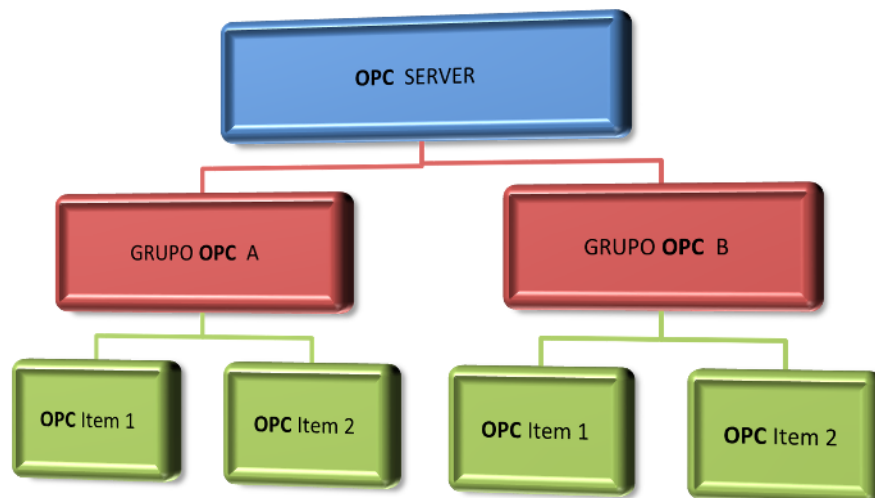 OPC SERVER
GRUPO OPC A
GRUPO OPC B
OPC Item 1
OPC Item 2
OPC Item 1
OPC Item 2